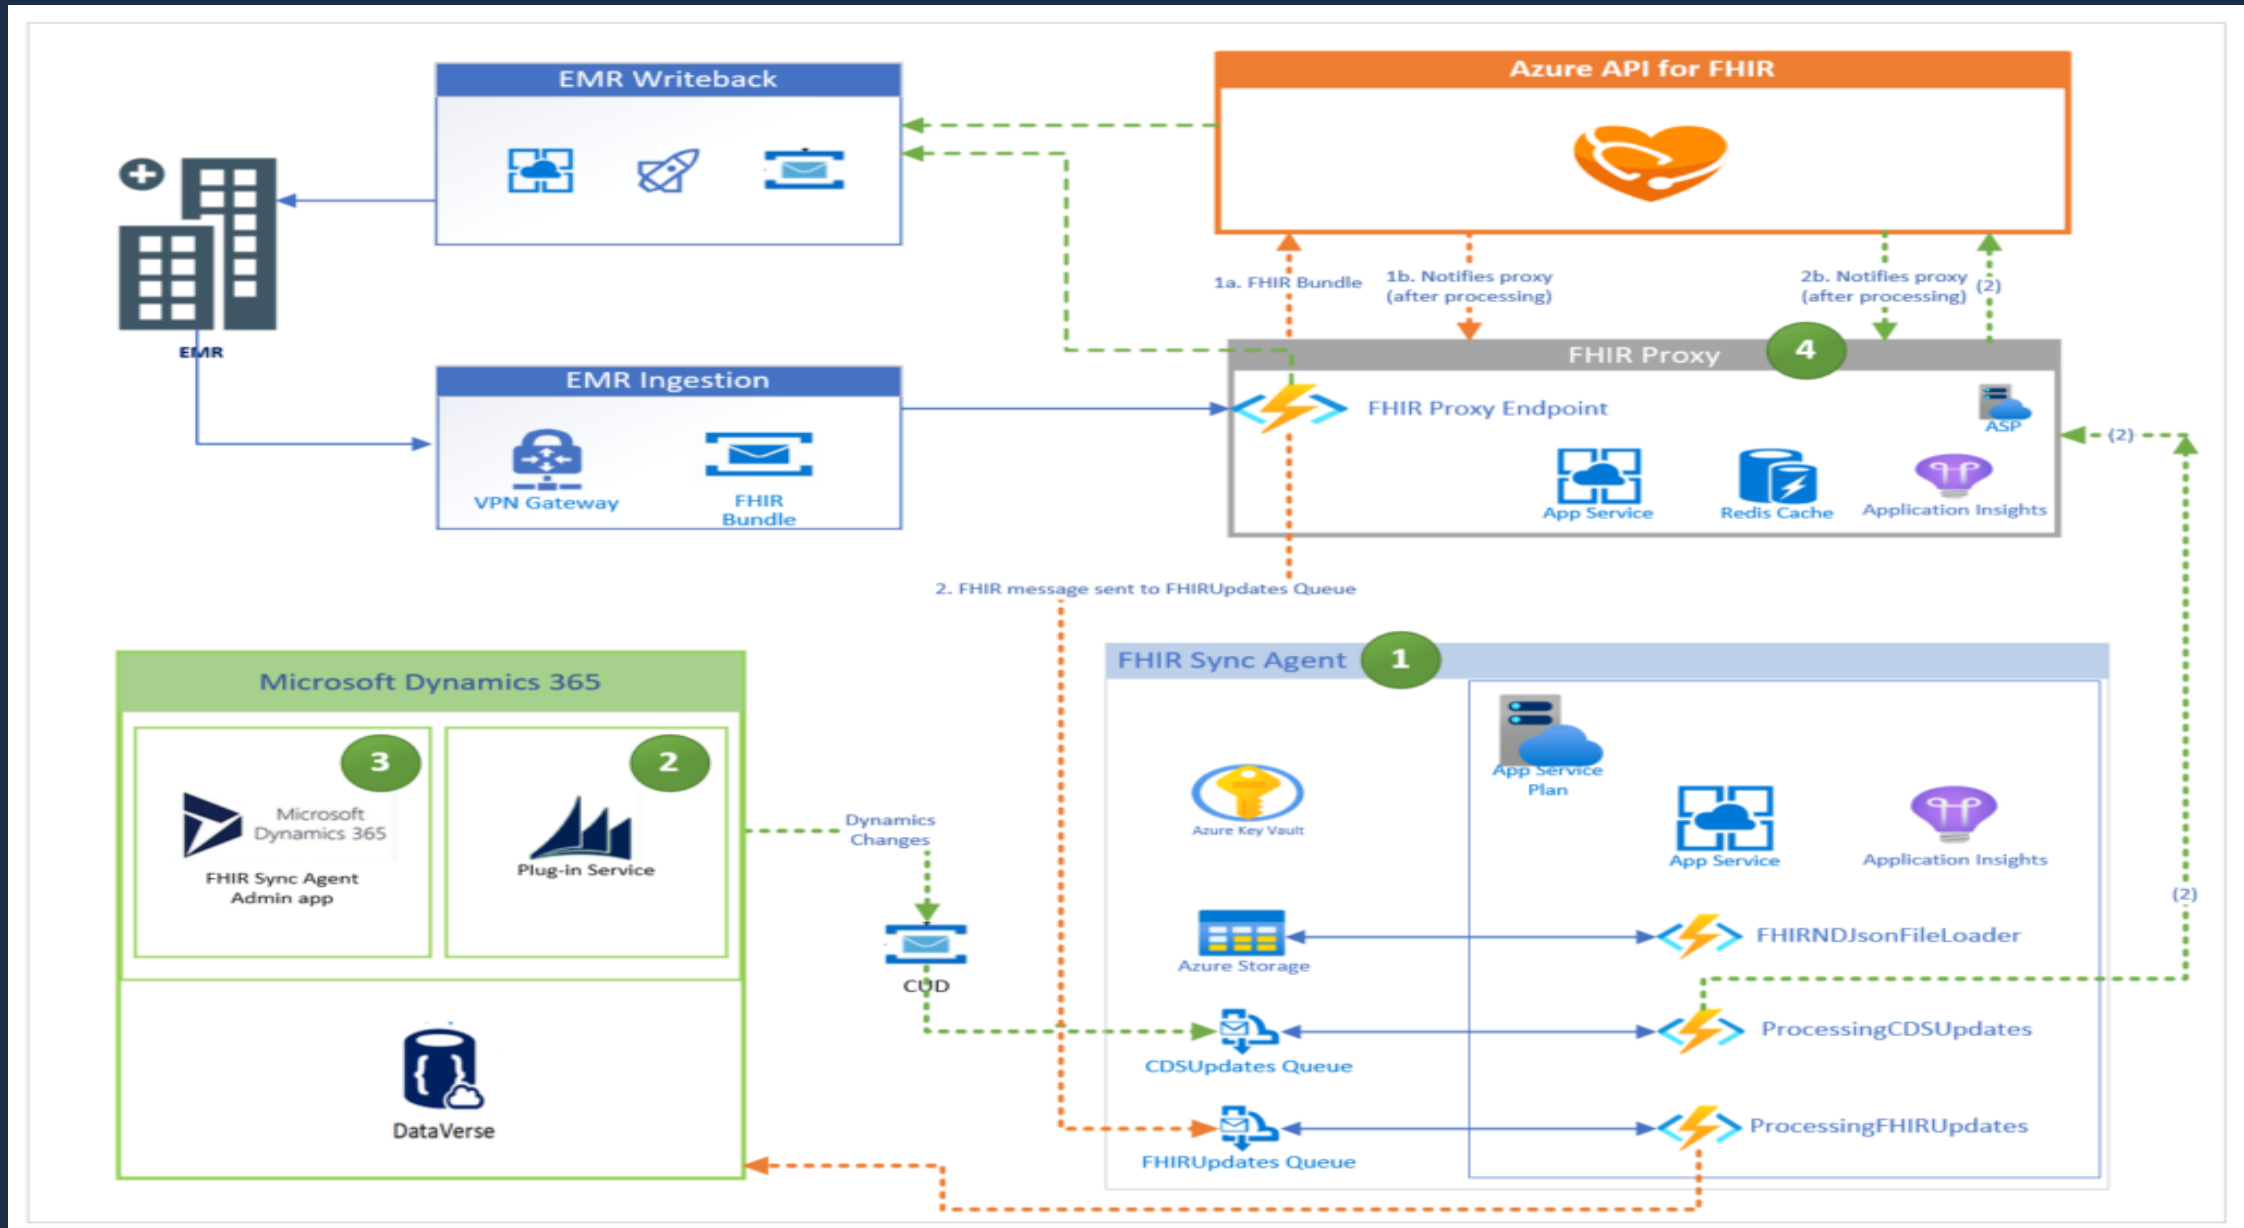 EMR Writeback
Azure API for FHIR
1a. FHIR Bundle
1b. Notifies proxy
(after processing)
2b. Notifies proxy
(after processing)
(2)
EMR
EMR Ingestion
VPN Gateway
FHIR
Bundle
FHIR Proxy
4
FHIR Proxy Endpoint
ASP
App Service
Redis Cache
Application Insights
(2)
2. FHIR message sent to FHIRUpdates Queue
Microsoft Dynamics 365
3
Microsoft
Dynamics 365
FHIR Sync Agent
Admin app
2
Plug-in Service
DataVerse
Dynamics
Changes
CUD
FHIR Sync Agent
1
Azure Key Vault
App Service
Plan
App Service
Application Insights
(2)
Azure Storage
FHIRNDJsonFileLoader
CDSUpdates Queue
ProcessingCDSUpdates
FHIRUpdates Queue
ProcessingFHIRUpdates